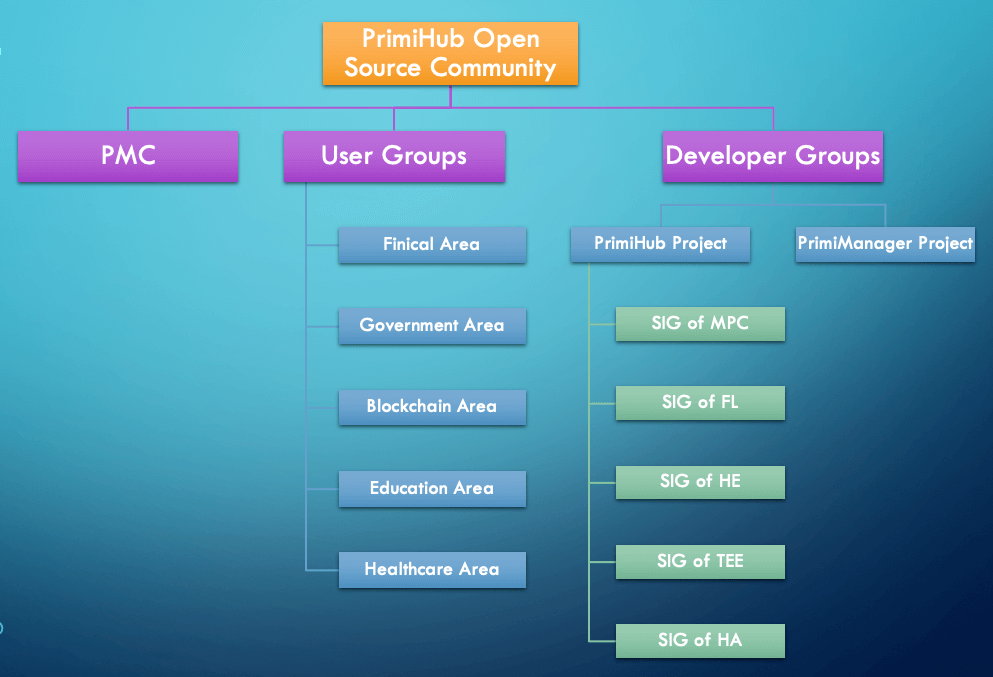 PrimiHub Open
Source Community
PMC
User Groups
Developer Groups
Finical Area
Government Area
Blockchain Area
Education Area
Healthcare Area
PrimiHub Project
PrimiManager Project
SIG of MPC
SIG of FL
SIG of HE
SIG of TEE
SIG of HA